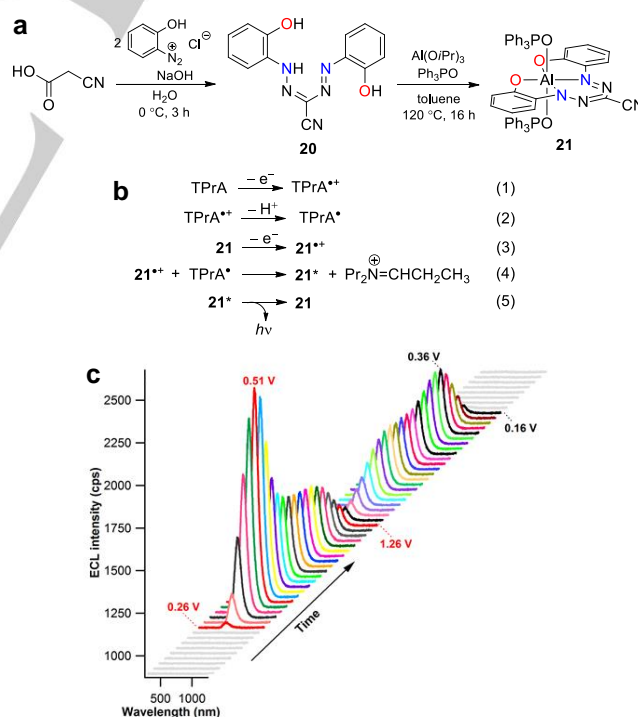 a
OH
2
N2 ⊕ Cl⊖
HO
O
CN
NaOH
H2O
0 °C, 3 h
OH
NH N
N N
HO
CN
20
Al(OiPr)3
Ph3PO
toluene
120 °C, 16 h
Ph3PO
O
O Al N N
N N CN
Ph3PO
21
b
TPrA – e– TPrA•+ (1)
TPrA•+ – H+ TPrA• (2)
21 – e– 21•+ (3)
21•+ + TPrA• 21* + Pr2N⊕=CHCH2CH3 (4)
21* 21 (5)
hν
c
ECL intensity (cps)
2500
2250
2000
1750
1500
1250
1000
0.51 V
0.36 V
0.16 V
1.26 V
0.26 V
Time
500 1000
Wavelength (nm)